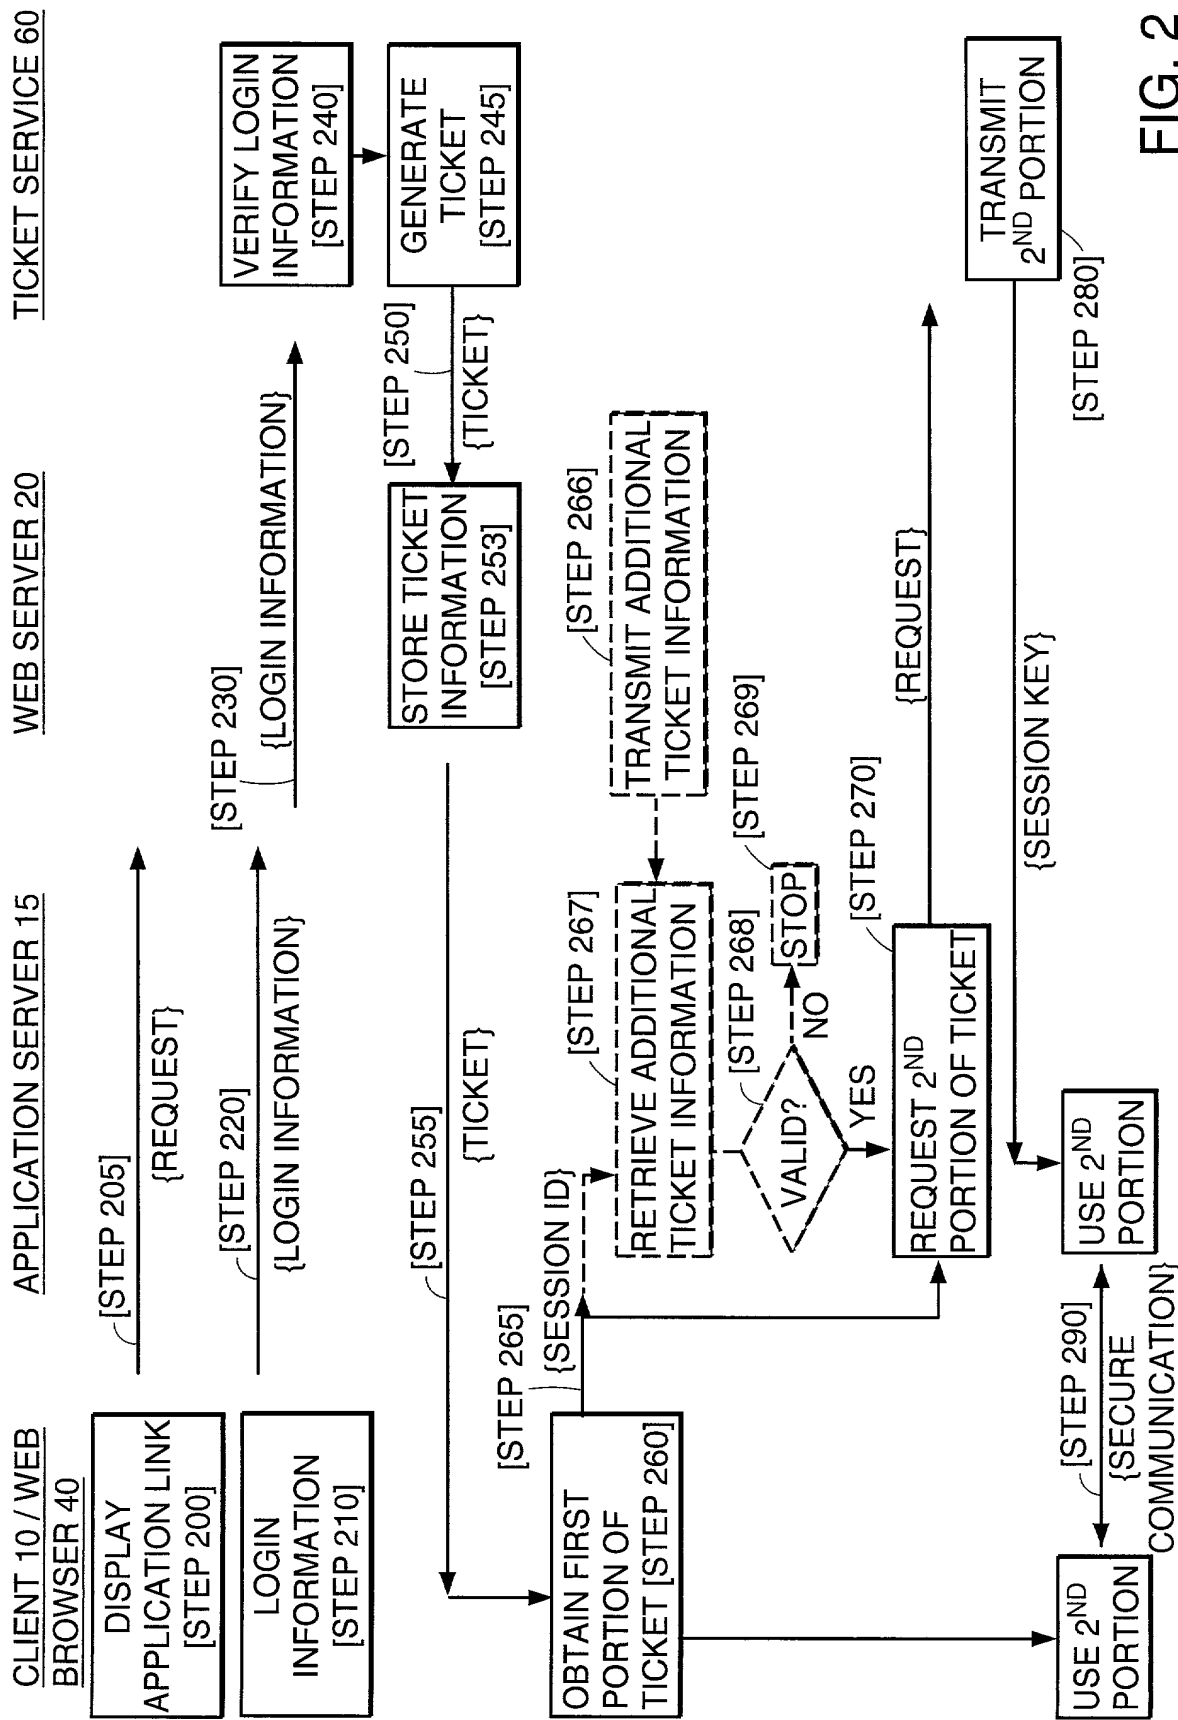 CLIENT 10 / WEB
BROWSER 40
APPLICATION SERVER 15
WEB SERVER 20
TICKET SERVICE 60
DISPLAY
APPLICATION LINK
[STEP 200]
[STEP 205]
{REQUEST}
LOGIN
INFORMATION
[STEP 210]
[STEP 220]
{LOGIN INFORMATION}
[STEP 230]
{LOGIN INFORMATION}
VERIFY LOGIN
INFORMATION
[STEP 240]
GENERATE
TICKET
[STEP 245]
[STEP 250]
{TICKET}
STORE TICKET
INFORMATION
[STEP 253]
[STEP 255]
{TICKET}
OBTAIN FIRST
PORTION OF
TICKET [STEP 260]
[STEP 265]
{SESSION ID}
[STEP 266]
TRANSMIT ADDITIONAL
TICKET INFORMATION
[STEP 267]
RETRIEVE ADDITIONAL
TICKET INFORMATION
[STEP 268]
VALID?
NO
[STEP 269]
STOP
YES
[STEP 270]
REQUEST 2ND
PORTION OF TICKET
{REQUEST}
TRANSMIT
2ND PORTION
[STEP 280]
{SESSION KEY}
USE 2ND
PORTION
[STEP 290]
{SECURE
COMMUNICATION}
USE 2ND
PORTION
FIG. 2